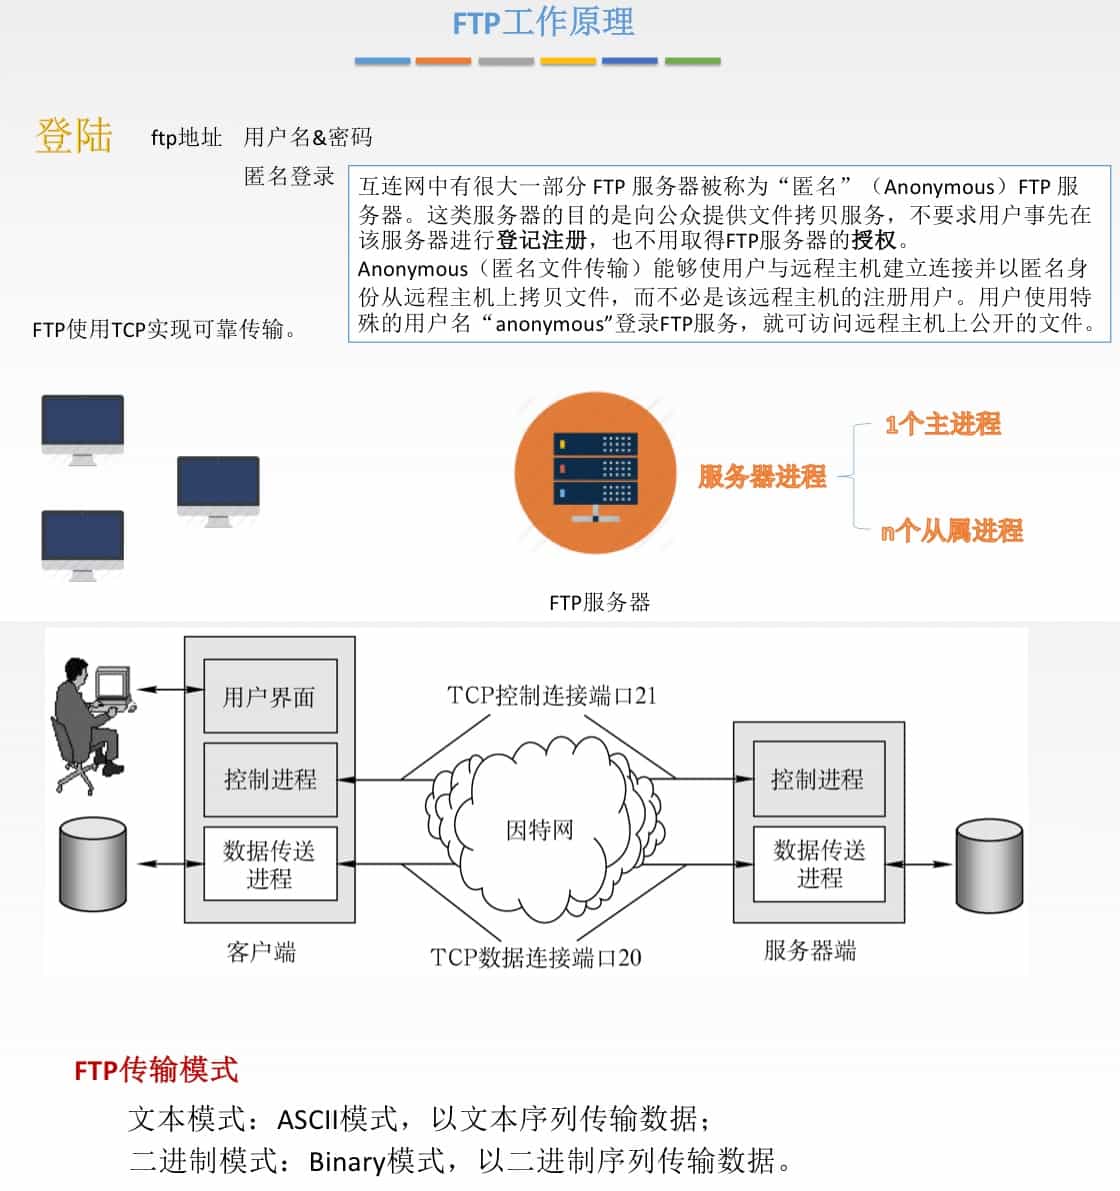 FTP工作原理
登陆 ftp地址 用户名&密码
匿名登录
互连网中有很大一部分 FTP 服务器被称为“匿名”（Anonymous）FTP 服
务器。这类服务器的目的是向公众提供文件拷贝服务，不要求用户事先在
该服务器进行登记注册，也不用取得FTP服务器的授权。
Anonymous（匿名文件传输）能够使用户与远程主机建立连接并以匿名身
份从远程主机上拷贝文件，而不必是该远程主机的注册用户。用户使用特
殊的用户名“anonymous”登录FTP服务，就可访问远程主机上公开的文件。
FTP使用TCP实现可靠传输。
1个主进程
服务器进程
n个从属进程
FTP服务器
用户界面
TCP控制连接端口21
控制进程
控制进程
因特网
数据传送
进程
数据传送
进程
客户端
TCP数据连接端口20
服务器端
FTP传输模式
文本模式：ASCII模式，以文本序列传输数据；
二进制模式：Binary模式，以二进制序列传输数据。